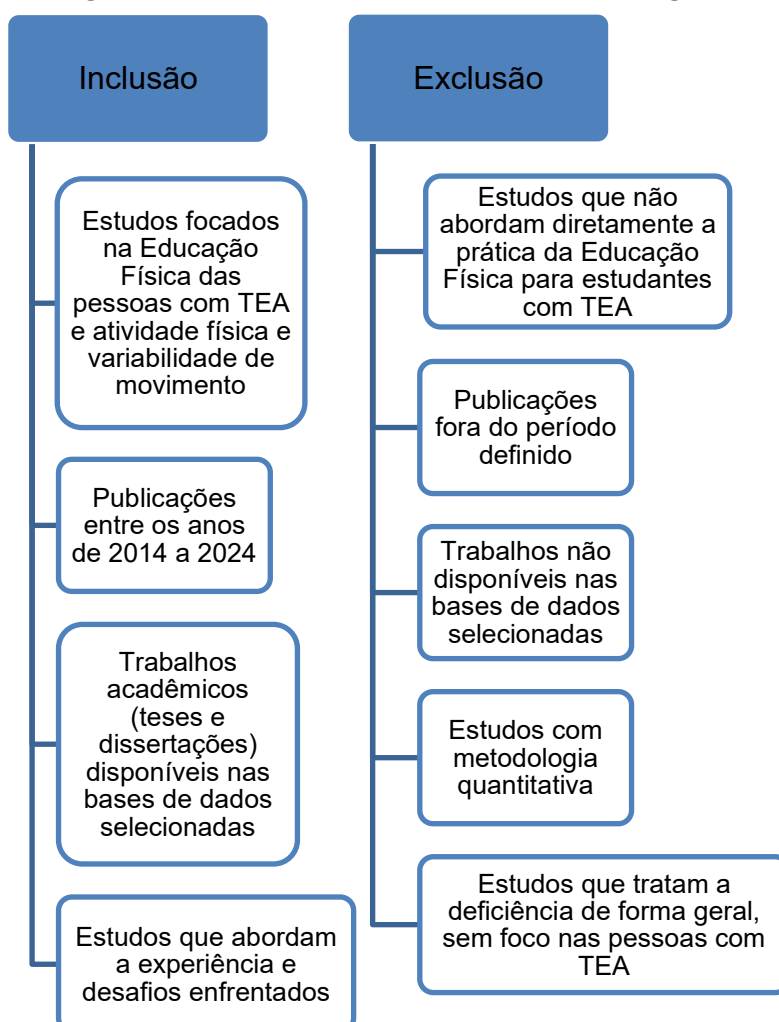 Inclusão
Estudos focados
na Educação
Física das
pessoas com TEA
e atividade física e
variabilidade de
movimento
Publicações
entre os anos
de 2014 a 2024
Trabalhos
acadêmicos
(teses e
dissertações)
disponíveis nas
bases de dados
selecionadas
Estudos que abordam
a experiência e
desafios enfrentados
Exclusão
Estudos que não
abordam diretamente a
prática da Educação
Física para estudantes
com TEA
Publicações
fora do período
definido
Trabalhos não
disponíveis nas
bases de dados
selecionadas
Estudos com
metodologia
quantitativa
Estudos que tratam a
deficiência de forma geral,
sem foco nas pessoas com
TEA